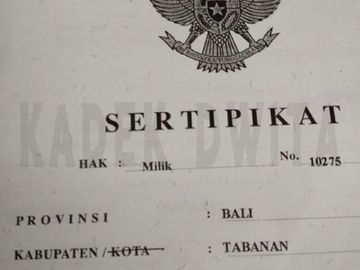 KADEK DWITA
SERTIPIKAT
HAK : Milik No. 10275
PROVINSI : BALI
KABUPATEN / KOTA : TABANAN